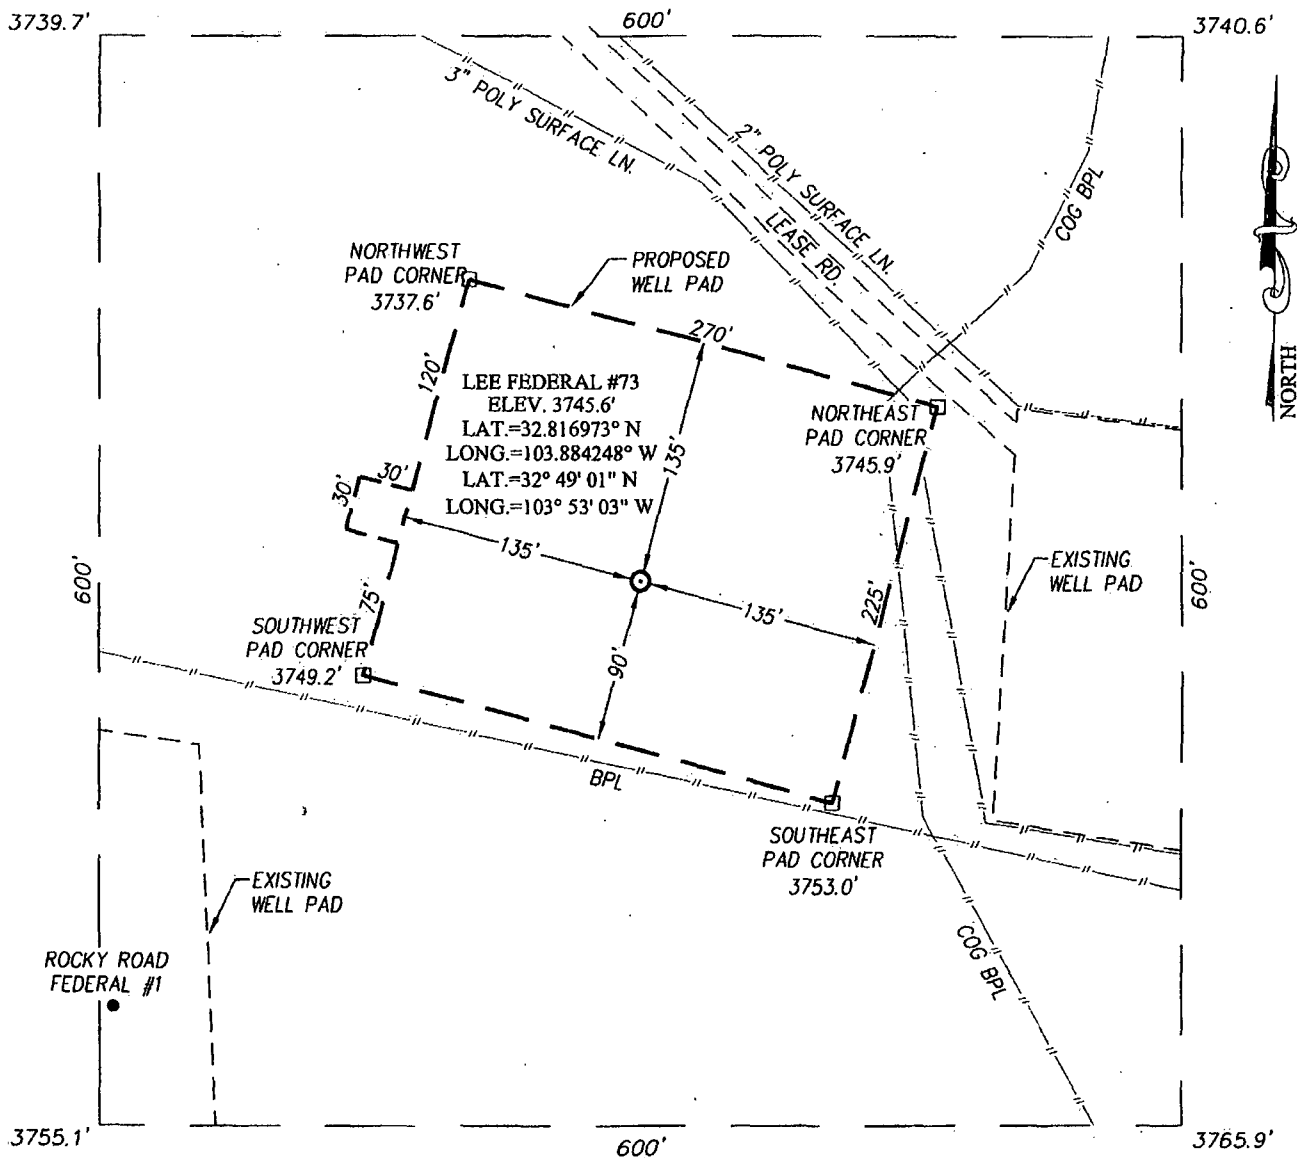 3739.7'
600'
3740.6'
3" POLY SURFACE LN.
2" POLY SURFACE LN.
LEASE RD.
COG BPL
NORTH
NORTHWEST
PAD CORNER
3737.6'
PROPOSED
WELL PAD
270'
120'
LEE FEDERAL #73
ELEV. 3745.6'
LAT.=32.816973° N
LONG.=103.884248° W
LAT.=32° 49' 01" N
LONG.=103° 53' 03" W
135'
NORTHEAST
PAD CORNER
3745.9'
30'
30'
135'
135'
225'
90'
75'
600'
600'
EXISTING
WELL PAD
SOUTHWEST
PAD CORNER
3749.2'
BPL
SOUTHEAST
PAD CORNER
3753.0'
EXISTING
WELL PAD
COG BPL
ROCKY ROAD
FEDERAL #1
3755.1'
600'
3765.9'